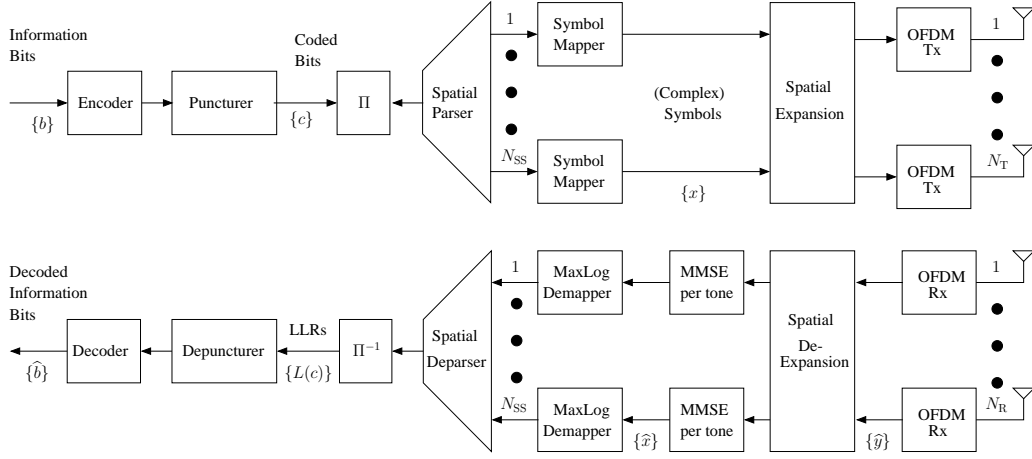 Information
Bits
{b}
Encoder
Puncturer
Coded
Bits
{c}
Π
Spatial
Parser
1
N_SS
Symbol
Mapper
Symbol
Mapper
(Complex)
Symbols
{x}
Spatial
Expansion
OFDM
Tx
OFDM
Tx
1
N_T
Decoded
Information
Bits
{b̂}
Decoder
Depuncturer
LLRs
{L(c)}
Π⁻¹
Spatial
Deparser
1
N_SS
MaxLog
Demapper
MaxLog
Demapper
{x̂}
MMSE
per tone
MMSE
per tone
Spatial
De-
Expansion
{ŷ}
OFDM
Rx
OFDM
Rx
1
N_R